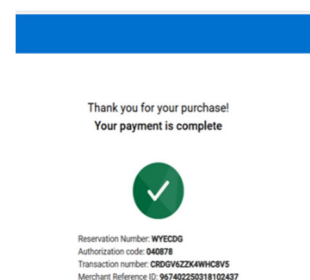 Thank you for your purchase!
Your payment is complete
Reservation Number: WYECDG
Authorization code: 040878
Transaction number: CRDGV6ZZK4WHC8V5
Merchant Reference ID: 967402250318102437